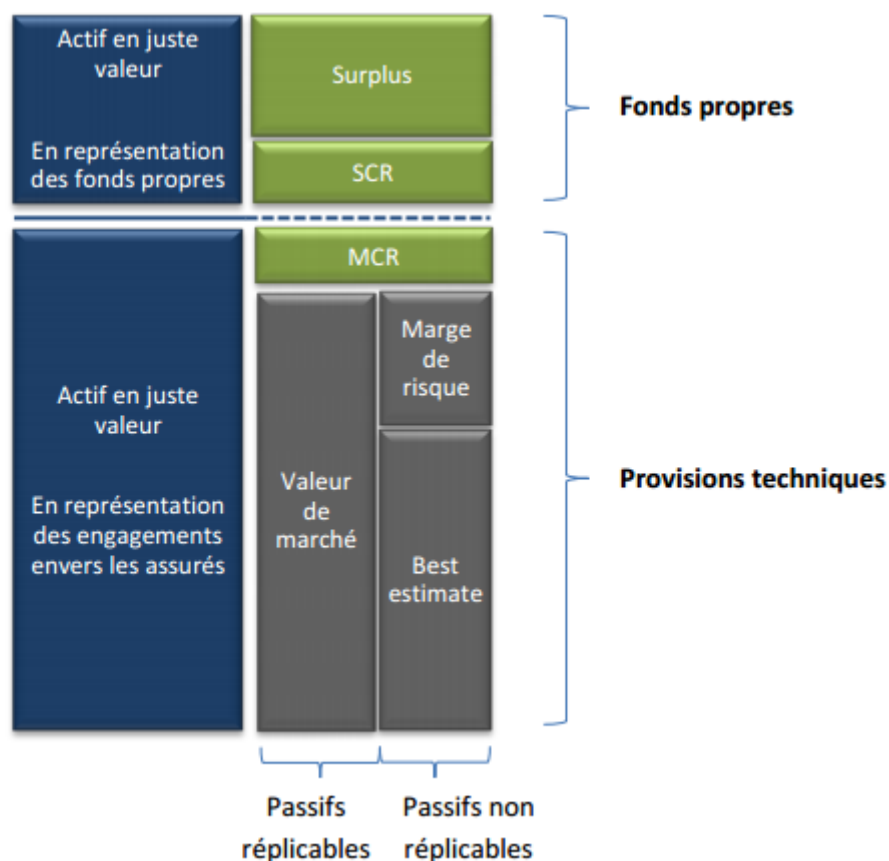 Actif en juste
valeur
En représentation
des fonds propres
Surplus
SCR
Fonds propres
Actif en juste
valeur
En représentation
des engagements
envers les assurés
MCR
Valeur
de
marché
Marge
de
risque
Best
estimate
Provisions techniques
Passifs
réplicables
Passifs non
réplicables